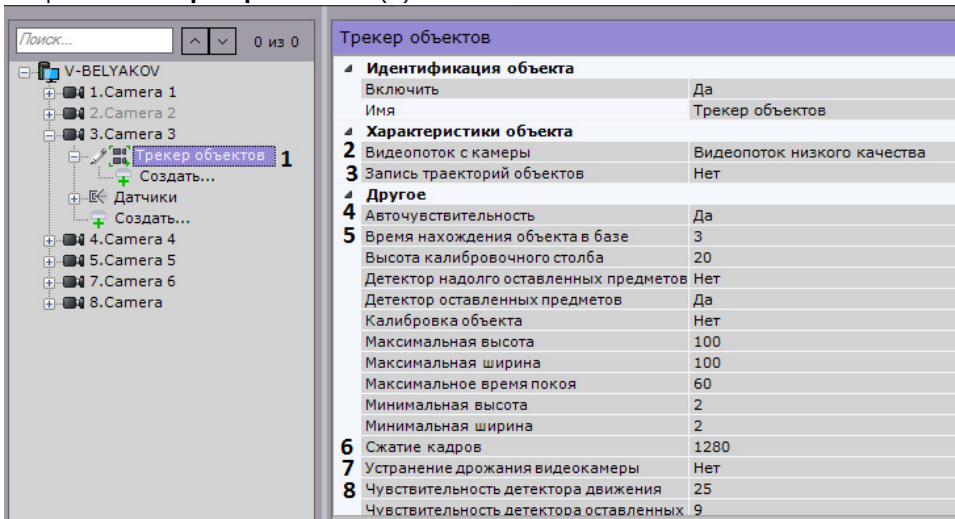 Поиск...
0 из 0
V-BELYAKOV
1.Camera 1
2.Camera 2
3.Camera 3
Трекер объектов 1
Создать...
Датчики
Создать...
4.Camera 4
5.Camera 5
7.Camera 6
8.Camera
Трекер объектов
Идентификация объекта
Включить Да
Имя Трекер объектов
Характеристики объекта
2 Видеопоток с камеры Видеопоток низкого качества
3 Запись траекторий объектов Нет
Другое
4 Авточувствительность Да
5 Время нахождения объекта в базе 3
Высота калибровочного столба 20
Детектор надолго оставленных предметов Нет
Детектор оставленных предметов Да
Калибровка объекта Нет
Максимальная высота 100
Максимальная ширина 100
Максимальное время покоя 60
Минимальная высота 2
Минимальная ширина 2
6 Сжатие кадров 1280
7 Устранение дрожания видеокамеры Нет
8 Чувствительность детектора движения 25
Чувствительность детектора оставленных 9